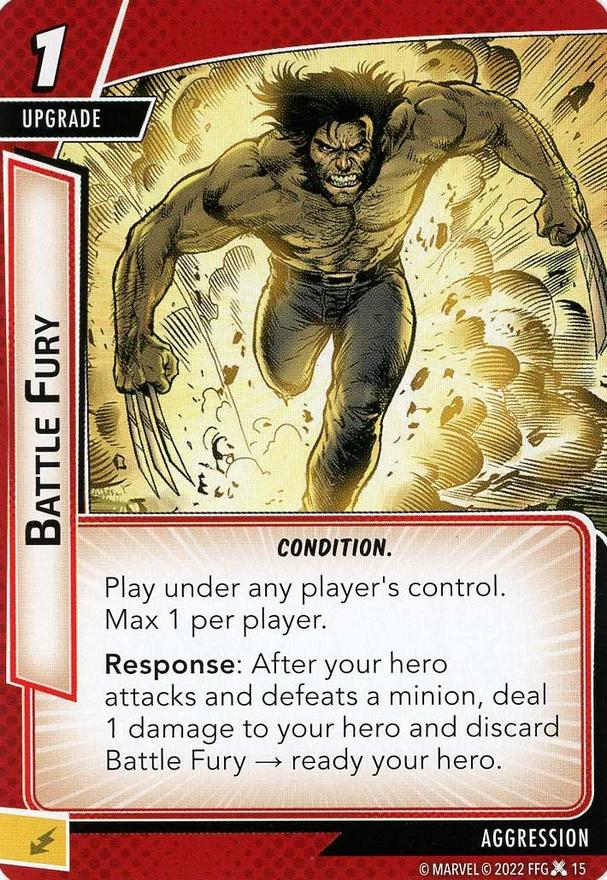 1
UPGRADE
BATTLE FURY
CONDITION.
Play under any player's control.
Max 1 per player.
Response: After your hero
attacks and defeats a minion, deal
1 damage to your hero and discard
Battle Fury → ready your hero.
AGGRESSION
© MARVEL © 2022 FFG 15